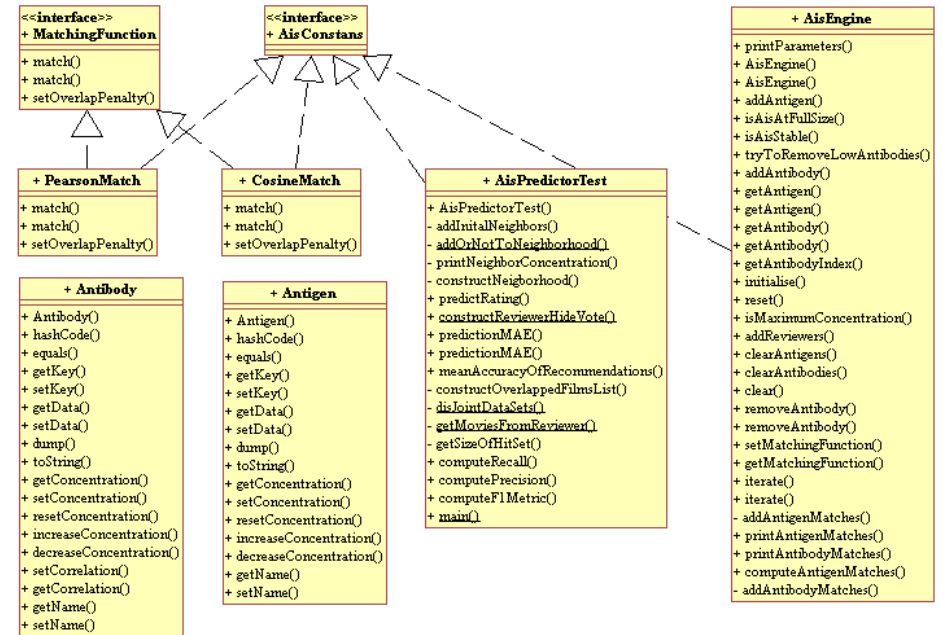 <<interface>>
+ MatchingFunction
+ match()
+ match()
+ setOverlapPenalty()
<<interface>>
+ AisConstans
+ PearsonMatch
+ match()
+ match()
+ setOverlapPenalty()
+ CosineMatch
+ match()
+ match()
+ setOverlapPenalty()
+ Antibody
+ Antibody()
+ hashCode()
+ equals()
+ getKey()
+ setKey()
+ getData()
+ setData()
+ dump()
+ toString()
+ getConcentration()
+ setConcentration()
+ resetConcentration()
+ increaseConcentration()
+ decreaseConcentration()
+ setCorrelation()
+ getCorrelation()
+ getName()
+ setName()
+ Antigen
+ Antigen()
+ hashCode()
+ equals()
+ getKey()
+ setKey()
+ getData()
+ setData()
+ dump()
+ toString()
+ getConcentration()
+ setConcentration()
+ resetConcentration()
+ increaseConcentration()
+ decreaseConcentration()
+ getName()
+ setName()
+ AisPredictorTest
+ AisPredictorTest()
- addInitalNeighbors()
- addOrNotToNeighborhood()
- printNeighborConcentration()
- constructNeigborhood()
+ predictRating()
+ constructReviewerHideVote()
+ predictionMAE()
+ predictionMAE()
+ meanAccuracyOfRecommendations()
- constructOverlappedFilmsList()
- disJointDataSets()
- getMoviesFromReviewer()
- getSizeOfHitSet()
+ computeRecall()
+ computePrecision()
+ computeF1Metric()
+ main()
+ AisEngine
+ printParameters()
+ AisEngine()
+ AisEngine()
+ addAntigen()
+ isAisAtFullSize()
+ isAisStable()
+ tryToRemoveLowAntibodies()
+ addAntibody()
+ getAntigen()
+ getAntigen()
+ getAntibody()
+ getAntibody()
+ getAntibodyIndex()
+ initialise()
+ reset()
+ isMaximumConcentration()
+ addReviewers()
+ clearAntigens()
+ clearAntibodies()
+ clear()
+ removeAntibody()
+ removeAntibody()
+ setMatchingFunction()
+ getMatchingFunction()
+ iterate()
+ iterate()
- addAntigenMatches()
+ printAntigenMatches()
+ printAntibodyMatches()
+ computeAntigenMatches()
- addAntibodyMatches()